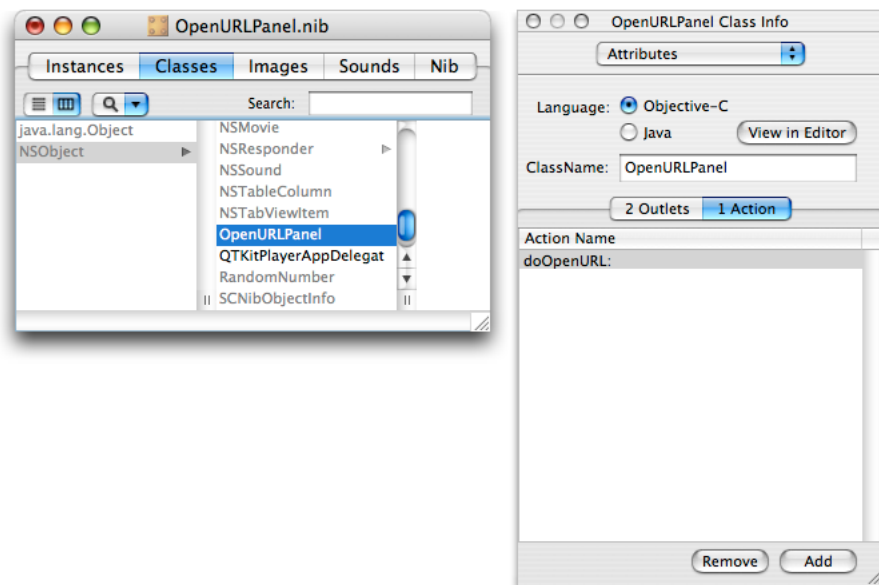 OpenURLPanel.nib
Instances Classes Images Sounds Nib
Search:
java.lang.Object
NSObject
NSMovie
NSResponder
NSSound
NSTableColumn
NSTabViewItem
OpenURLPanel
QTKitPlayerAppDelegat
RandomNumber
SCNibObjectInfo
OpenURLPanel Class Info
Attributes
Language: Objective-C
Java View in Editor
ClassName: OpenURLPanel
2 Outlets 1 Action
Action Name
doOpenURL:
Remove Add